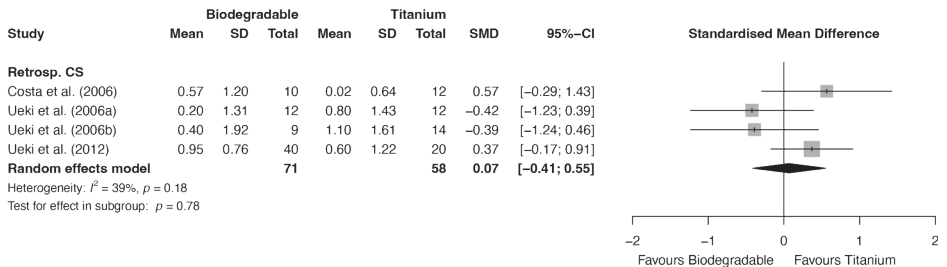 Biodegradable Titanium
Study Mean SD Total Mean SD Total SMD 95%−CI Standardised Mean Difference
Retrosp. CS
Costa et al. (2006) 0.57 1.20 10 0.02 0.64 12 0.57 [−0.29; 1.43]
Ueki et al. (2006a) 0.20 1.31 12 0.80 1.43 12 −0.42 [−1.23; 0.39]
Ueki et al. (2006b) 0.40 1.92 9 1.10 1.61 14 −0.39 [−1.24; 0.46]
Ueki et al. (2012) 0.95 0.76 40 0.60 1.22 20 0.37 [−0.17; 0.91]
Random effects model 71 58 0.07 [−0.41; 0.55]
Heterogeneity: I² = 39%, p = 0.18
Test for effect in subgroup: p = 0.78
−2 −1 0 1 2
Favours Biodegradable Favours Titanium